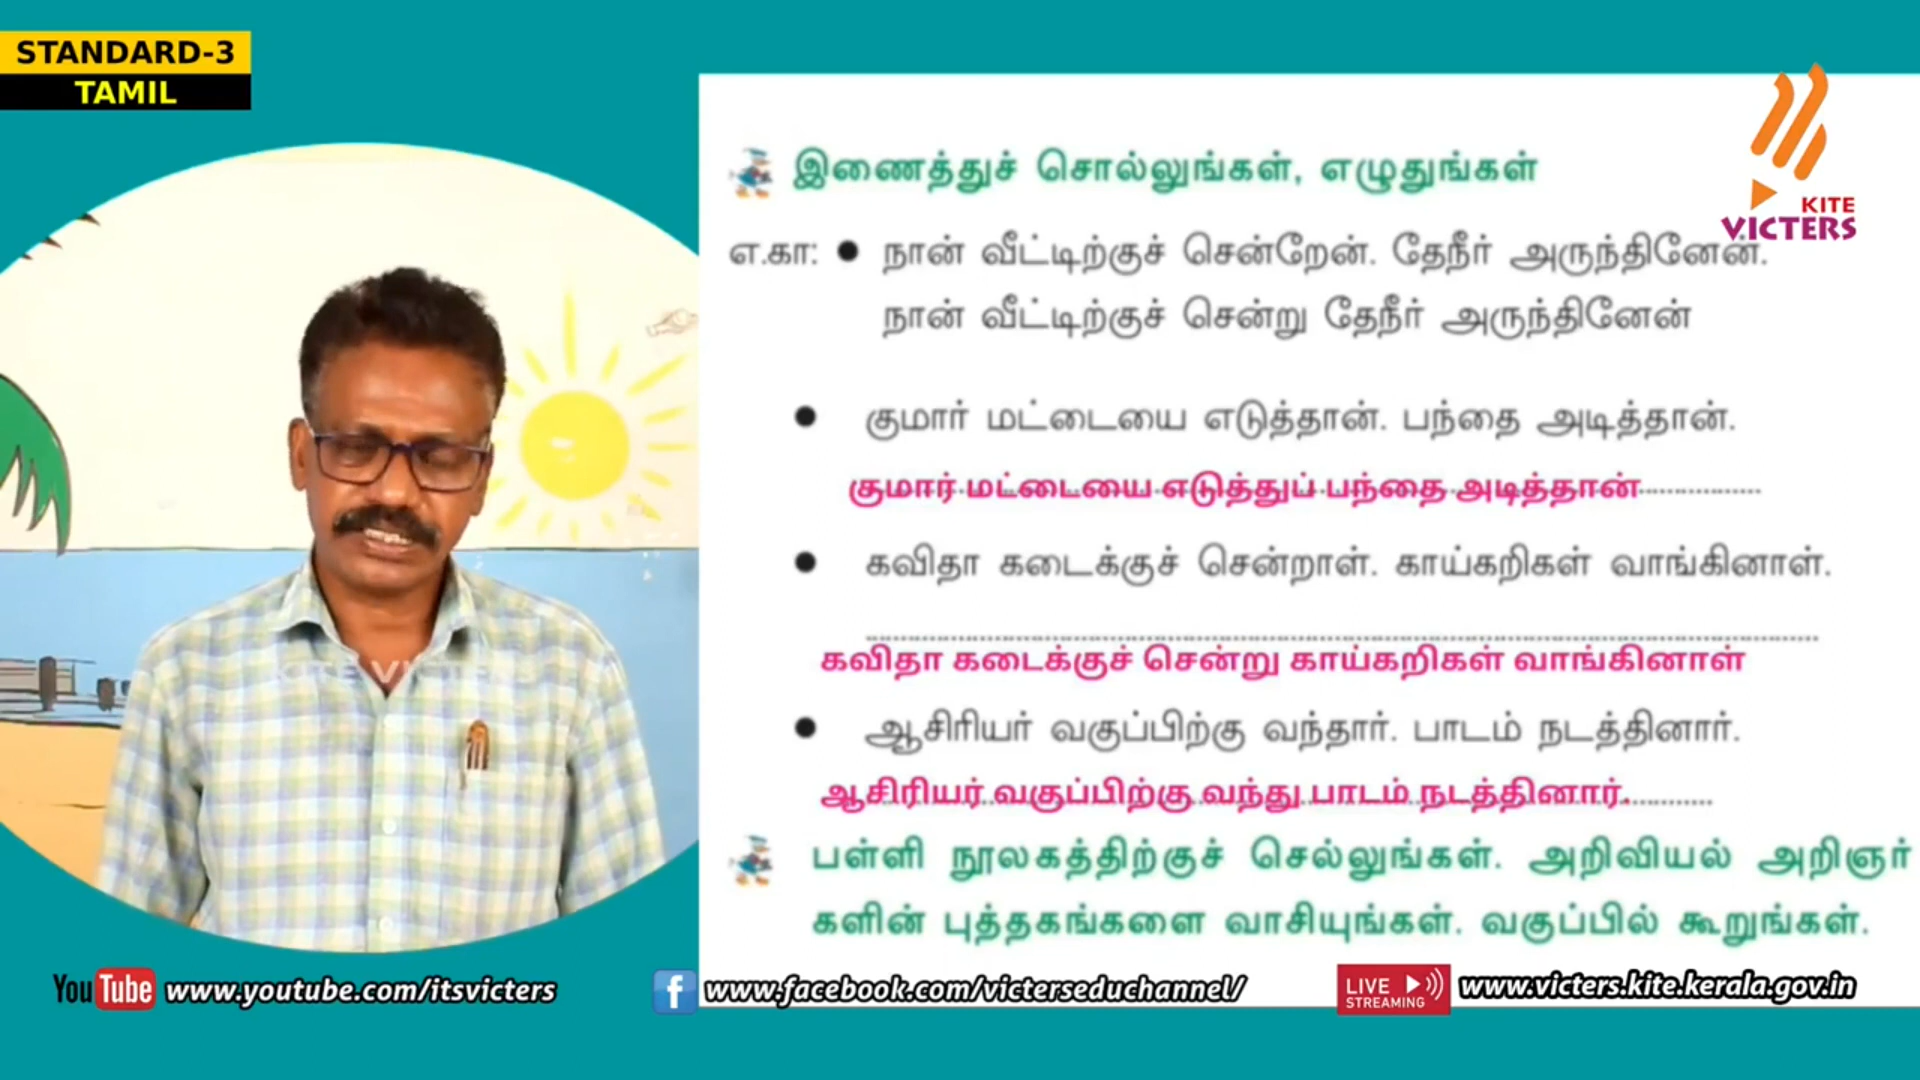 STANDARD-3
TAMIL
KITE
VICTERS
இணைத்துச் சொல்லுங்கள், எழுதுங்கள்
எ.கா: ● நான் வீட்டிற்குச் சென்றேன். தேநீர் அருந்தினேன்.
நான் வீட்டிற்குச் சென்று தேநீர் அருந்தினேன்
● குமார் மட்டையை எடுத்தான். பந்தை அடித்தான்.
குமார் மட்டையை எடுத்துப் பந்தை அடித்தான்
● கவிதா கடைக்குச் சென்றாள். காய்கறிகள் வாங்கினாள்.
கவிதா கடைக்குச் சென்று காய்கறிகள் வாங்கினாள்
● ஆசிரியர் வகுப்பிற்கு வந்தார். பாடம் நடத்தினார்.
ஆசிரியர் வகுப்பிற்கு வந்து பாடம் நடத்தினார்.
பள்ளி நூலகத்திற்குச் செல்லுங்கள். அறிவியல் அறிஞர்
களின் புத்தகங்களை வாசியுங்கள். வகுப்பில் கூறுங்கள்.
KITE VICTERS
YouTube www.youtube.com/itsvicters
f www.facebook.com/victerseduchannel/
LIVE STREAMING www.victers.kite.kerala.gov.in